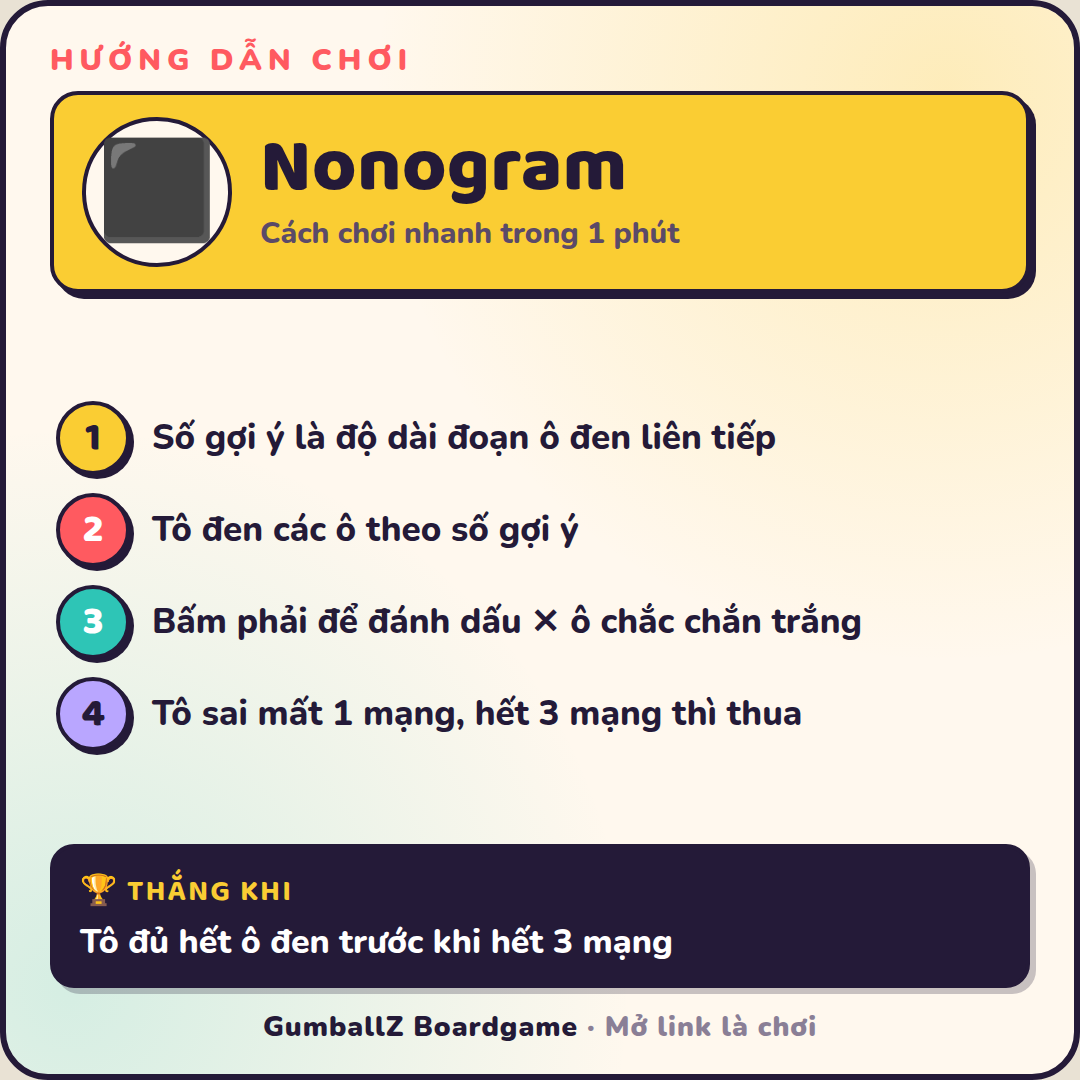 HƯỚNG DẪN CHƠI
Nonogram
Cách chơi nhanh trong 1 phút
1 Số gợi ý là độ dài đoạn ô đen liên tiếp
2 Tô đen các ô theo số gợi ý
3 Bấm phải để đánh dấu ✕ ô chắc chắn trắng
4 Tô sai mất 1 mạng, hết 3 mạng thì thua
🏆 THẮNG KHI
Tô đủ hết ô đen trước khi hết 3 mạng
GumballZ Boardgame · Mở link là chơi